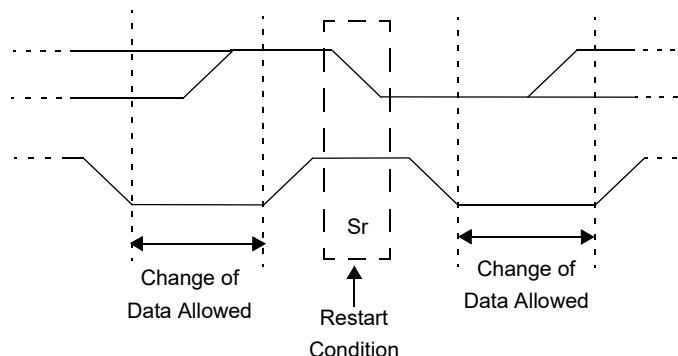 Sr
Change of
Data Allowed
Restart
Condition
Change of
Data Allowed